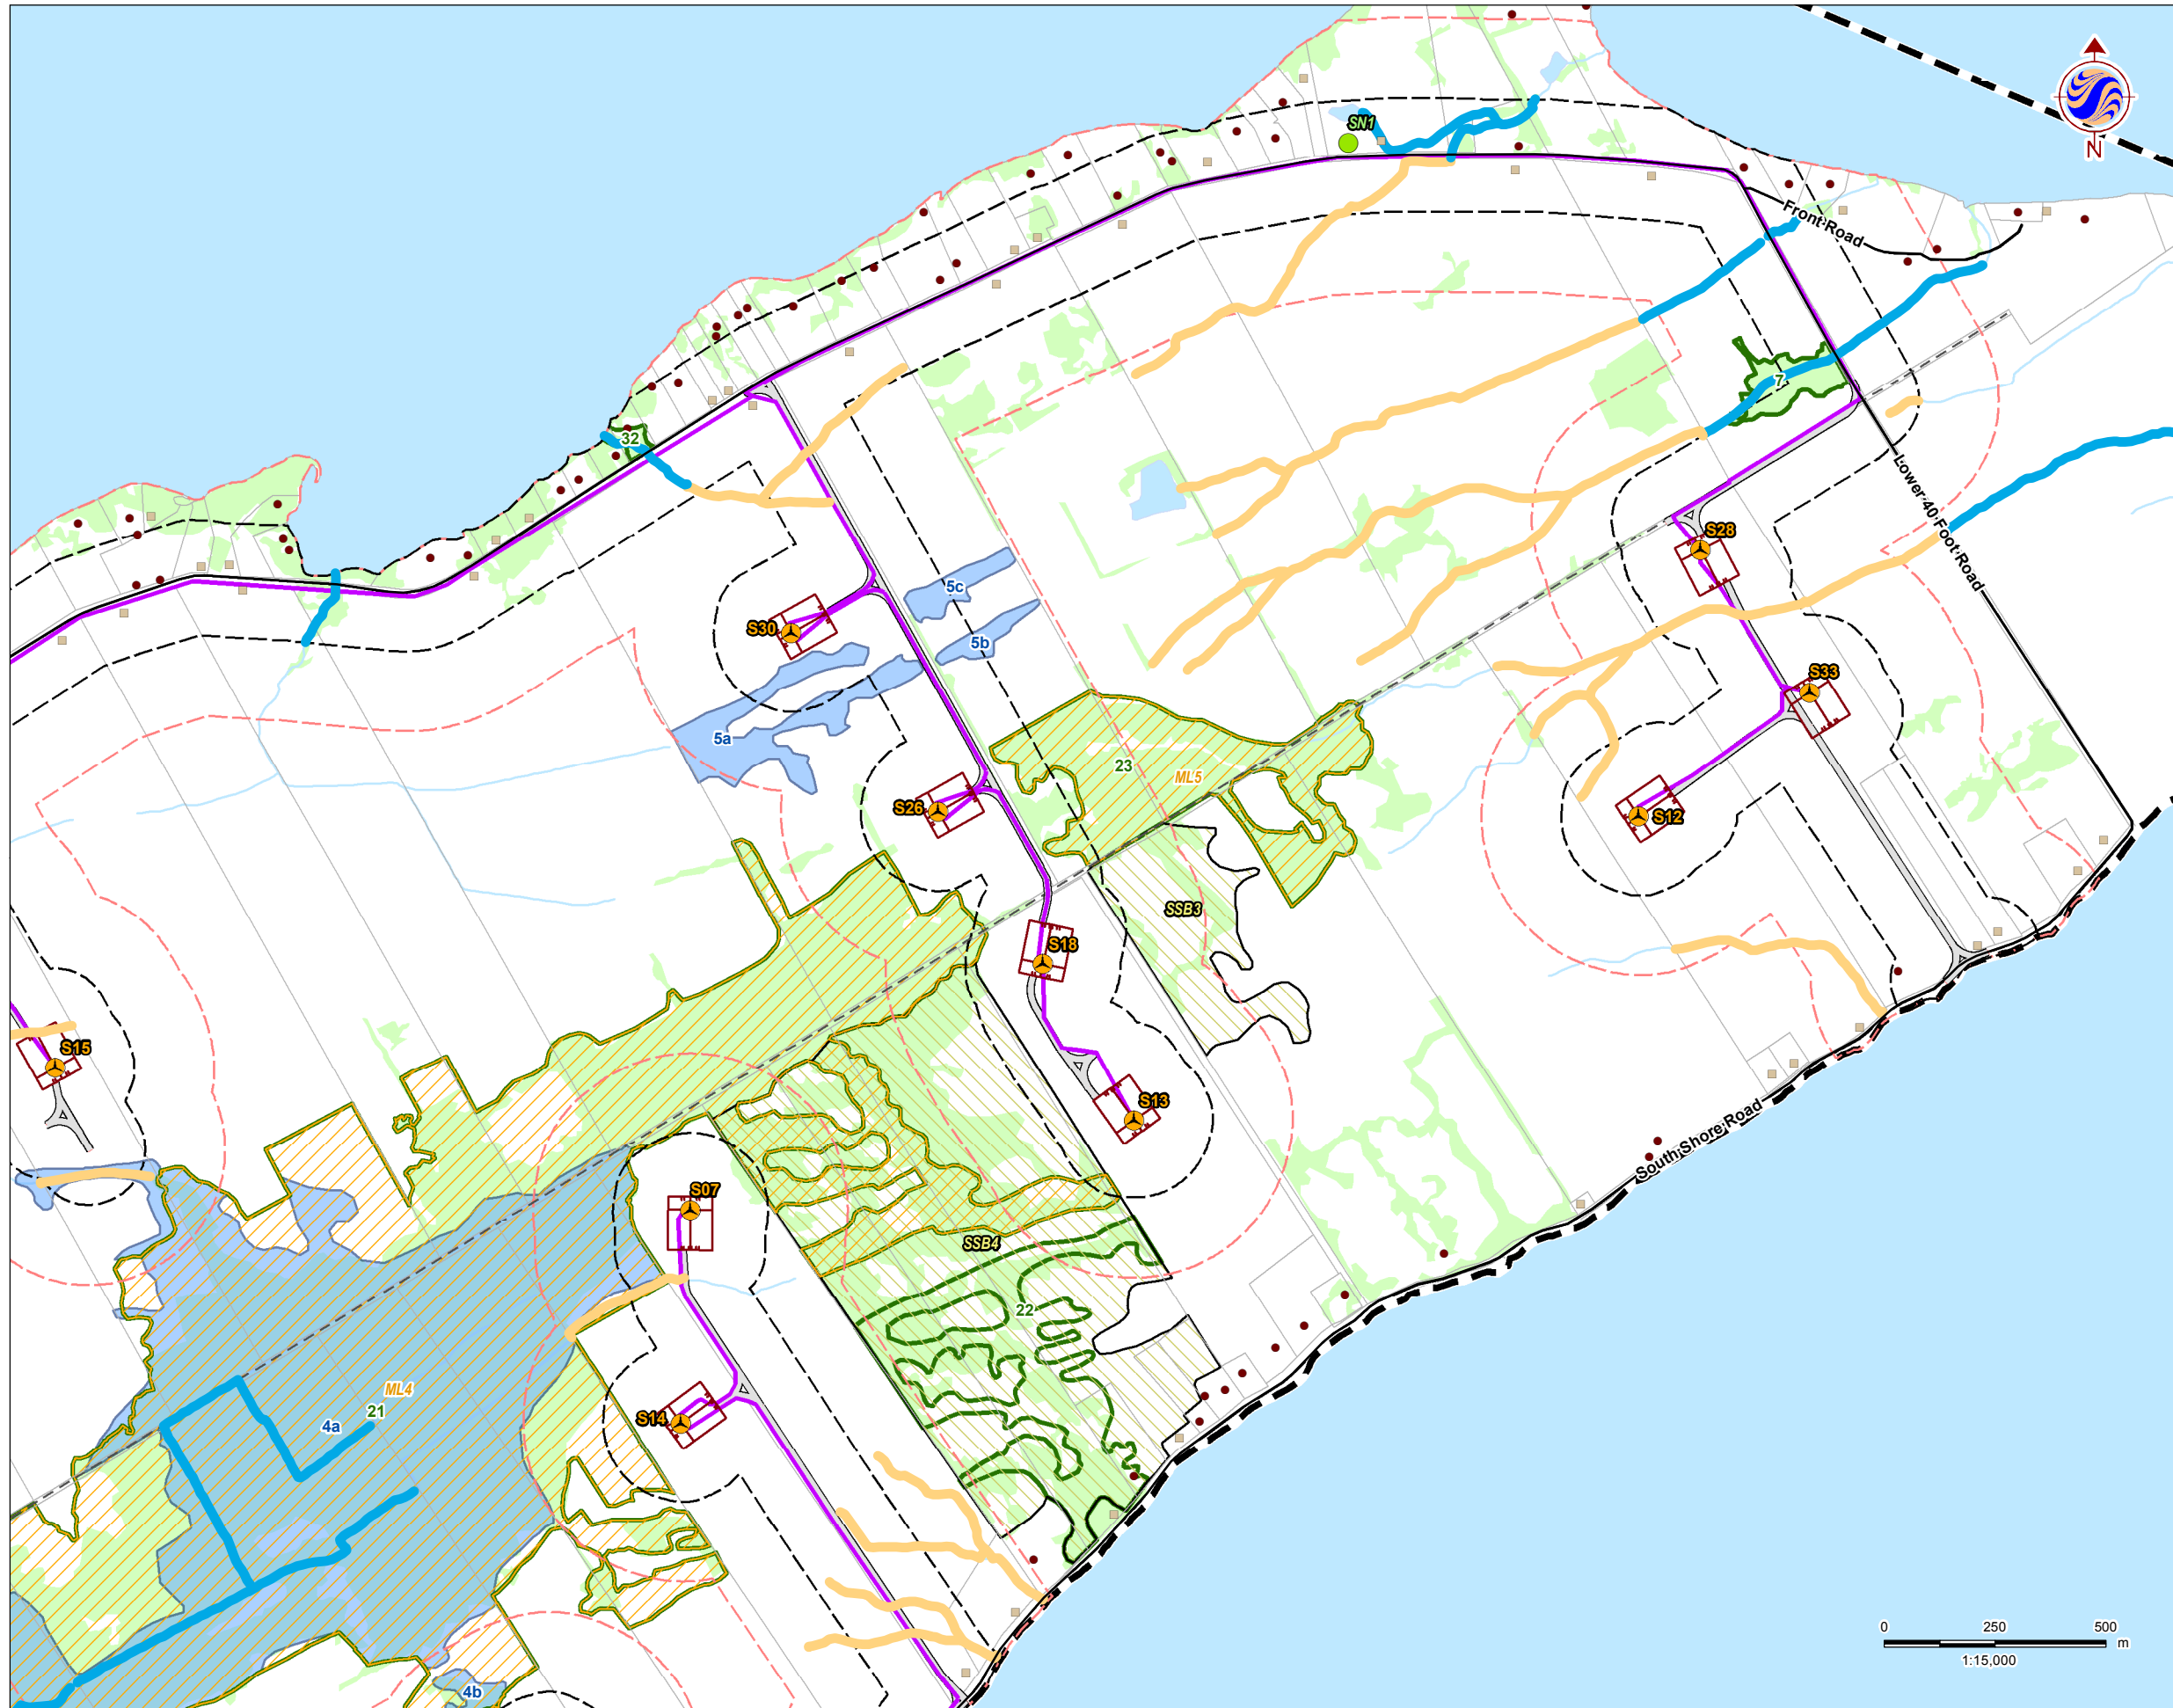 SN1
N
Front Road
32
7
Lower 40 Foot Road
S28
5c
S30
5b
S33
5a
23
ML5
S26
S12
SSB3
S18
S15
S13
South Shore Road
S07
SSB4
22
ML4
21
4a
S14
4b
0 250 500 m
1:15,000